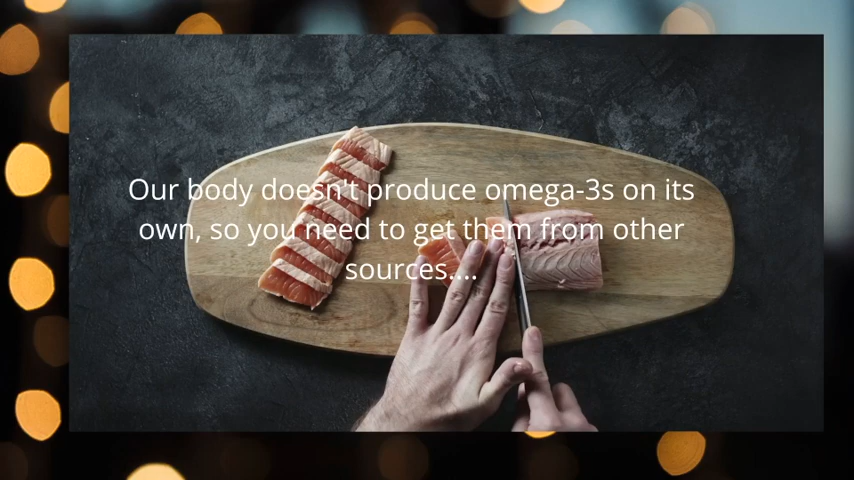 Our body doesn't produce omega-3s on its
own, so you need to get them from other
sources....